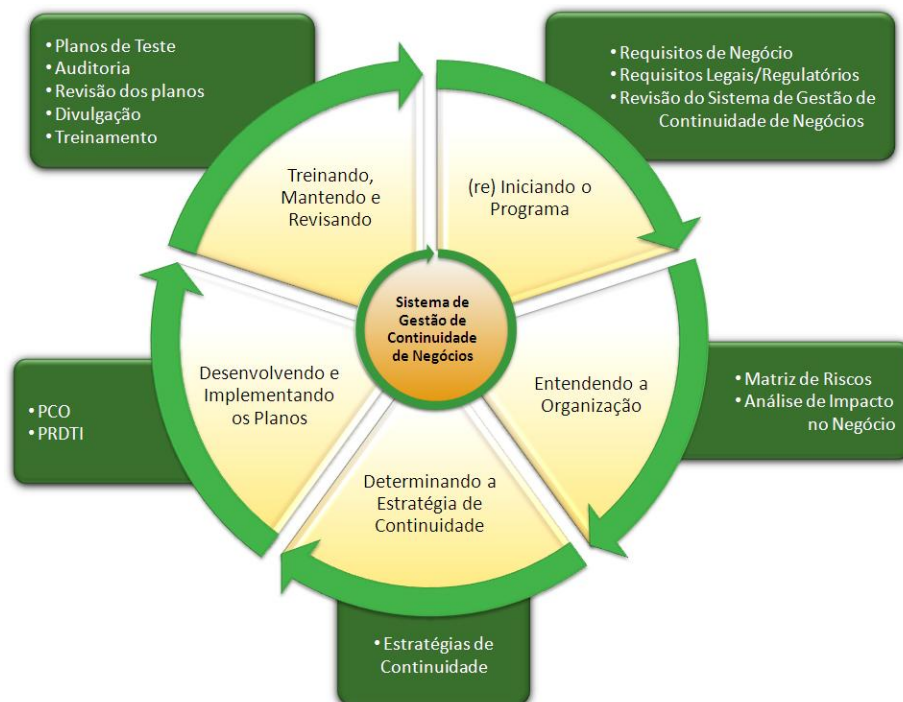 • Planos de Teste
• Auditoria
• Revisão dos planos
• Divulgação
• Treinamento
• Requisitos de Negócio
• Requisitos Legais/Regulatórios
• Revisão do Sistema de Gestão de
Continuidade de Negócios
Treinando,
Mantendo e
Revisando
(re) Iniciando o
Programa
Sistema de
Gestão de
Continuidade
de Negócios
Desenvolvendo e
Implementando
os Planos
Entendendo a
Organização
• PCO
• PRDTI
• Matriz de Riscos
• Análise de Impacto
no Negócio
Determinando a
Estratégia de
Continuidade
• Estratégias de
Continuidade